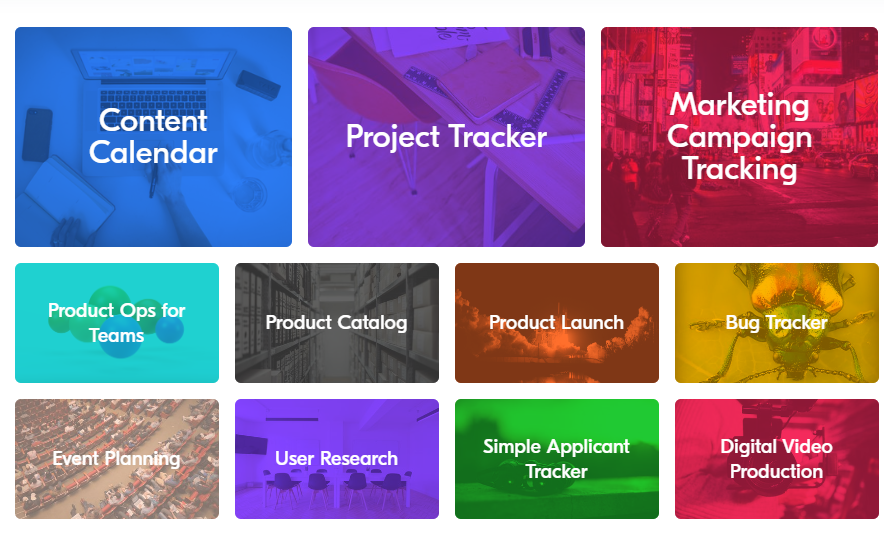 Content
Calendar
Project Tracker
Marketing
Campaign
Tracking
Product Ops for
Teams
Product Catalog
Product Launch
Bug Tracker
Event Planning
User Research
Simple Applicant
Tracker
Digital Video
Production